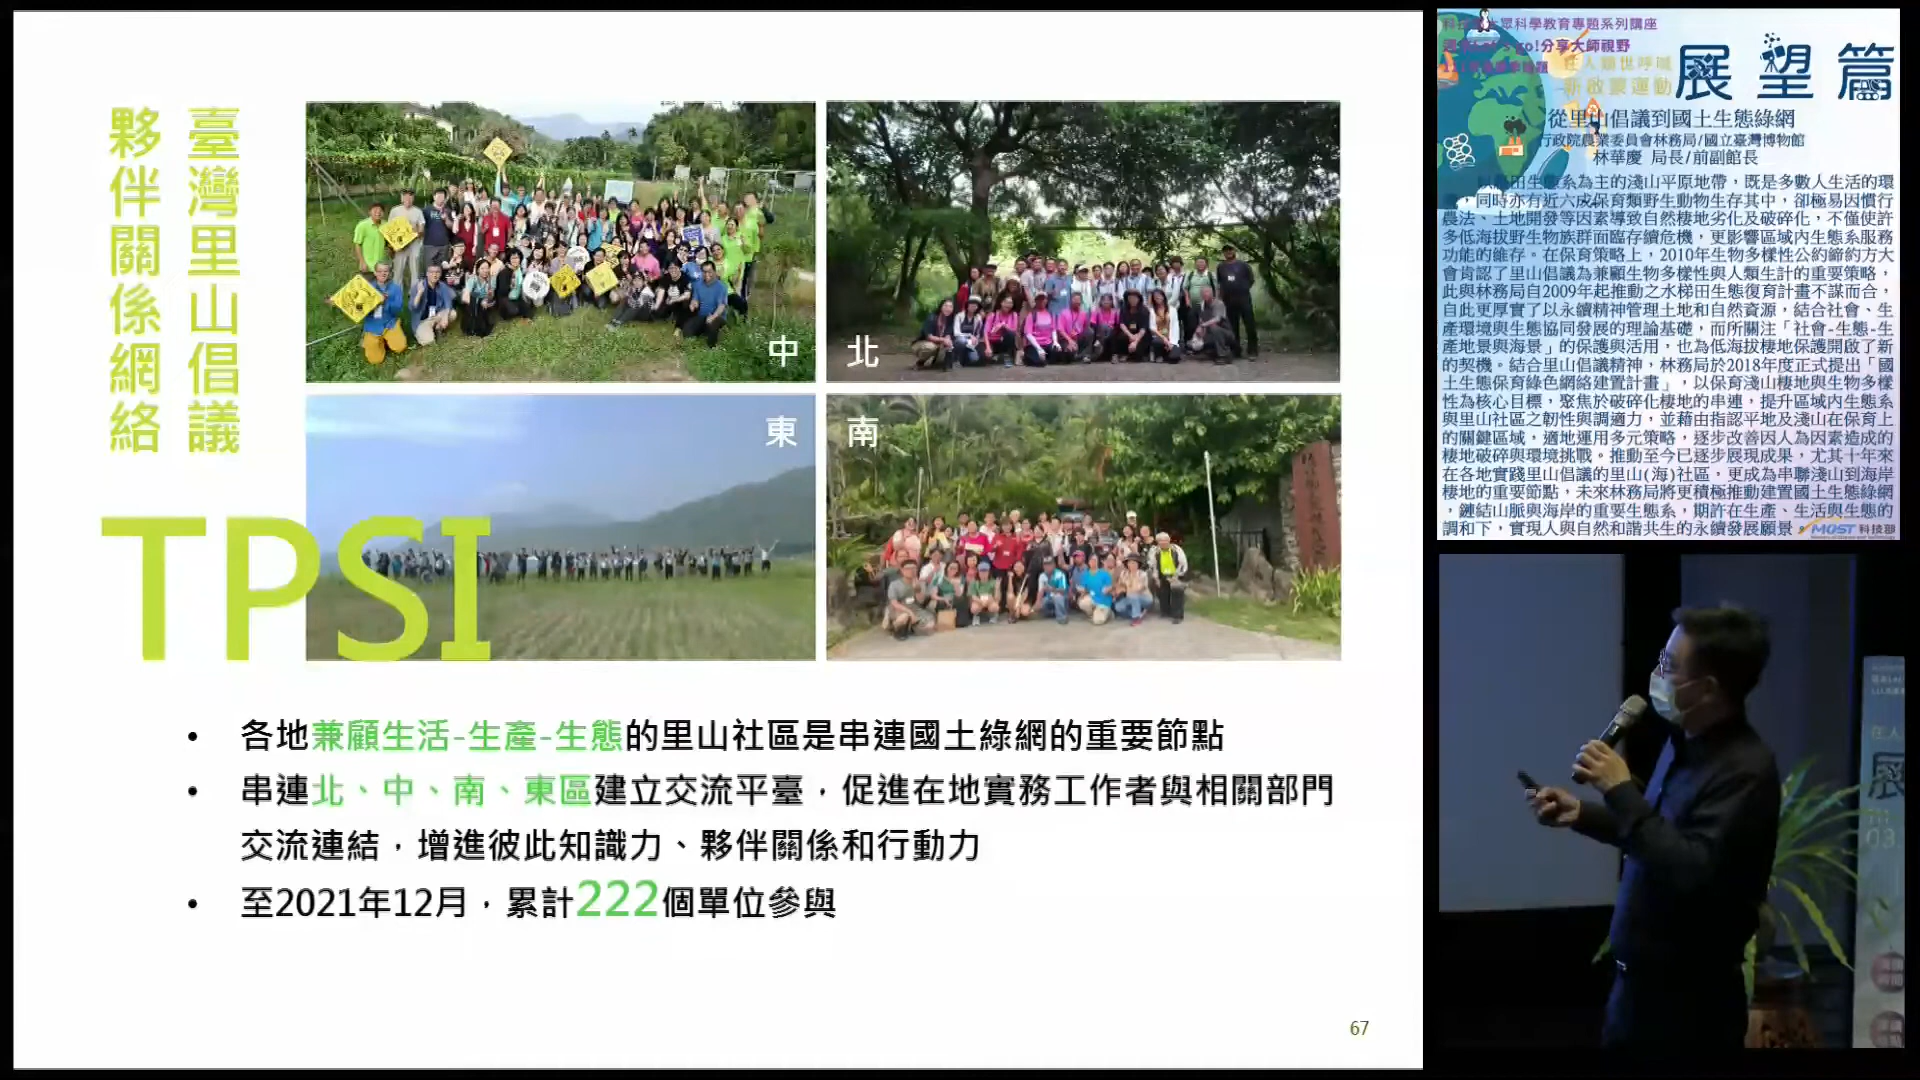 臺灣里山倡議
夥伴關係網絡
TPSI
中
北
東
南
• 各地兼顧生活-生產-生態的里山社區是串連國土綠網的重要節點
• 串連北、中、南、東區建立交流平臺，促進在地實務工作者與相關部門
交流連結，增進彼此知識力、夥伴關係和行動力
• 至2021年12月，累計222個單位參與
67
展望篇
從里山倡議到國土生態綠網
行政院農業委員會林務局/國立臺灣博物館
林華慶 局長/前副館長
田生態系為主的淺山平原地帶，既是多數人生活的環
，同時亦有近六成保育類野生動物生存其中，卻極易因慣行
農法、土地開發等因素導致自然棲地劣化及破碎化，不僅使許
多低海拔野生物族群面臨存續危機，更影響區域內生態系服務
功能的維存。在保育策略上，2010年生物多樣性公約締約方大
會肯認了里山倡議為兼顧生物多樣性與人類生計的重要策略，
此與林務局自2009年起推動之水梯田生態復育計畫不謀而合，
自此更厚實了以永續精神管理土地和自然資源，結合社會、生
產環境與生態協同發展的理論基礎，而所關注「社會-生態-生
產地景與海景」的保護與活用，也為低海拔棲地保護開啟了新
的契機。結合里山倡議精神，林務局於2018年度正式提出「國
土生態保育綠色網絡建置計畫」，以保育淺山棲地與生物多樣
性為核心目標，聚焦於破碎化棲地的串連，提升區域內生態系
與里山社區之韌性與調適力，並藉由指認平地及淺山在保育上
的關鍵區域，適地運用多元策略，逐步改善因人為因素造成的
棲地破碎與環境挑戰。推動至今已逐步展現成果，尤其十年來
在各地實踐里山倡議的里山(海)社區，更成為串聯淺山到海岸
棲地的重要節點，未來林務局將更積極推動建置國土生態綠網
，鏈結山脈與海岸的重要生態系，期許在生產、生活與生態的
調和下，實現人與自然和諧共生的永續發展願景。
MOST 科技部